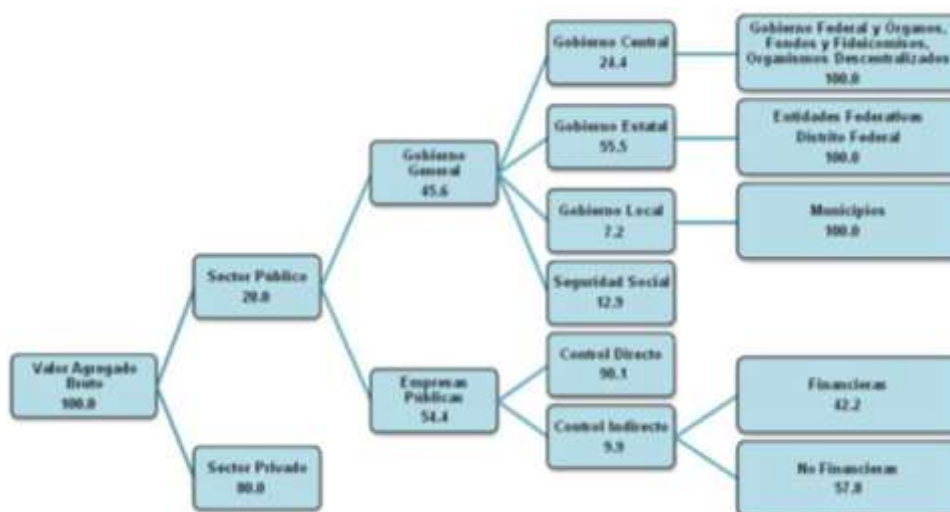 Gobierno Central
24.4
Gobierno Federal y Órganos,
Fondos y Fideicomisos,
Organismos Descentralizados
100.0
Gobierno Estatal
55.5
Entidades Federativas
Distrito Federal
100.0
Gobierno
General
45.6
Gobierno Local
7.2
Municipios
100.0
Sector Público
20.0
Seguridad Social
12.9
Valor Agregado
Bruto
100.0
Empresas
Públicas
54.4
Control Directo
90.1
Control Indirecto
9.9
Financieras
42.2
Sector Privado
80.0
No Financieras
57.8